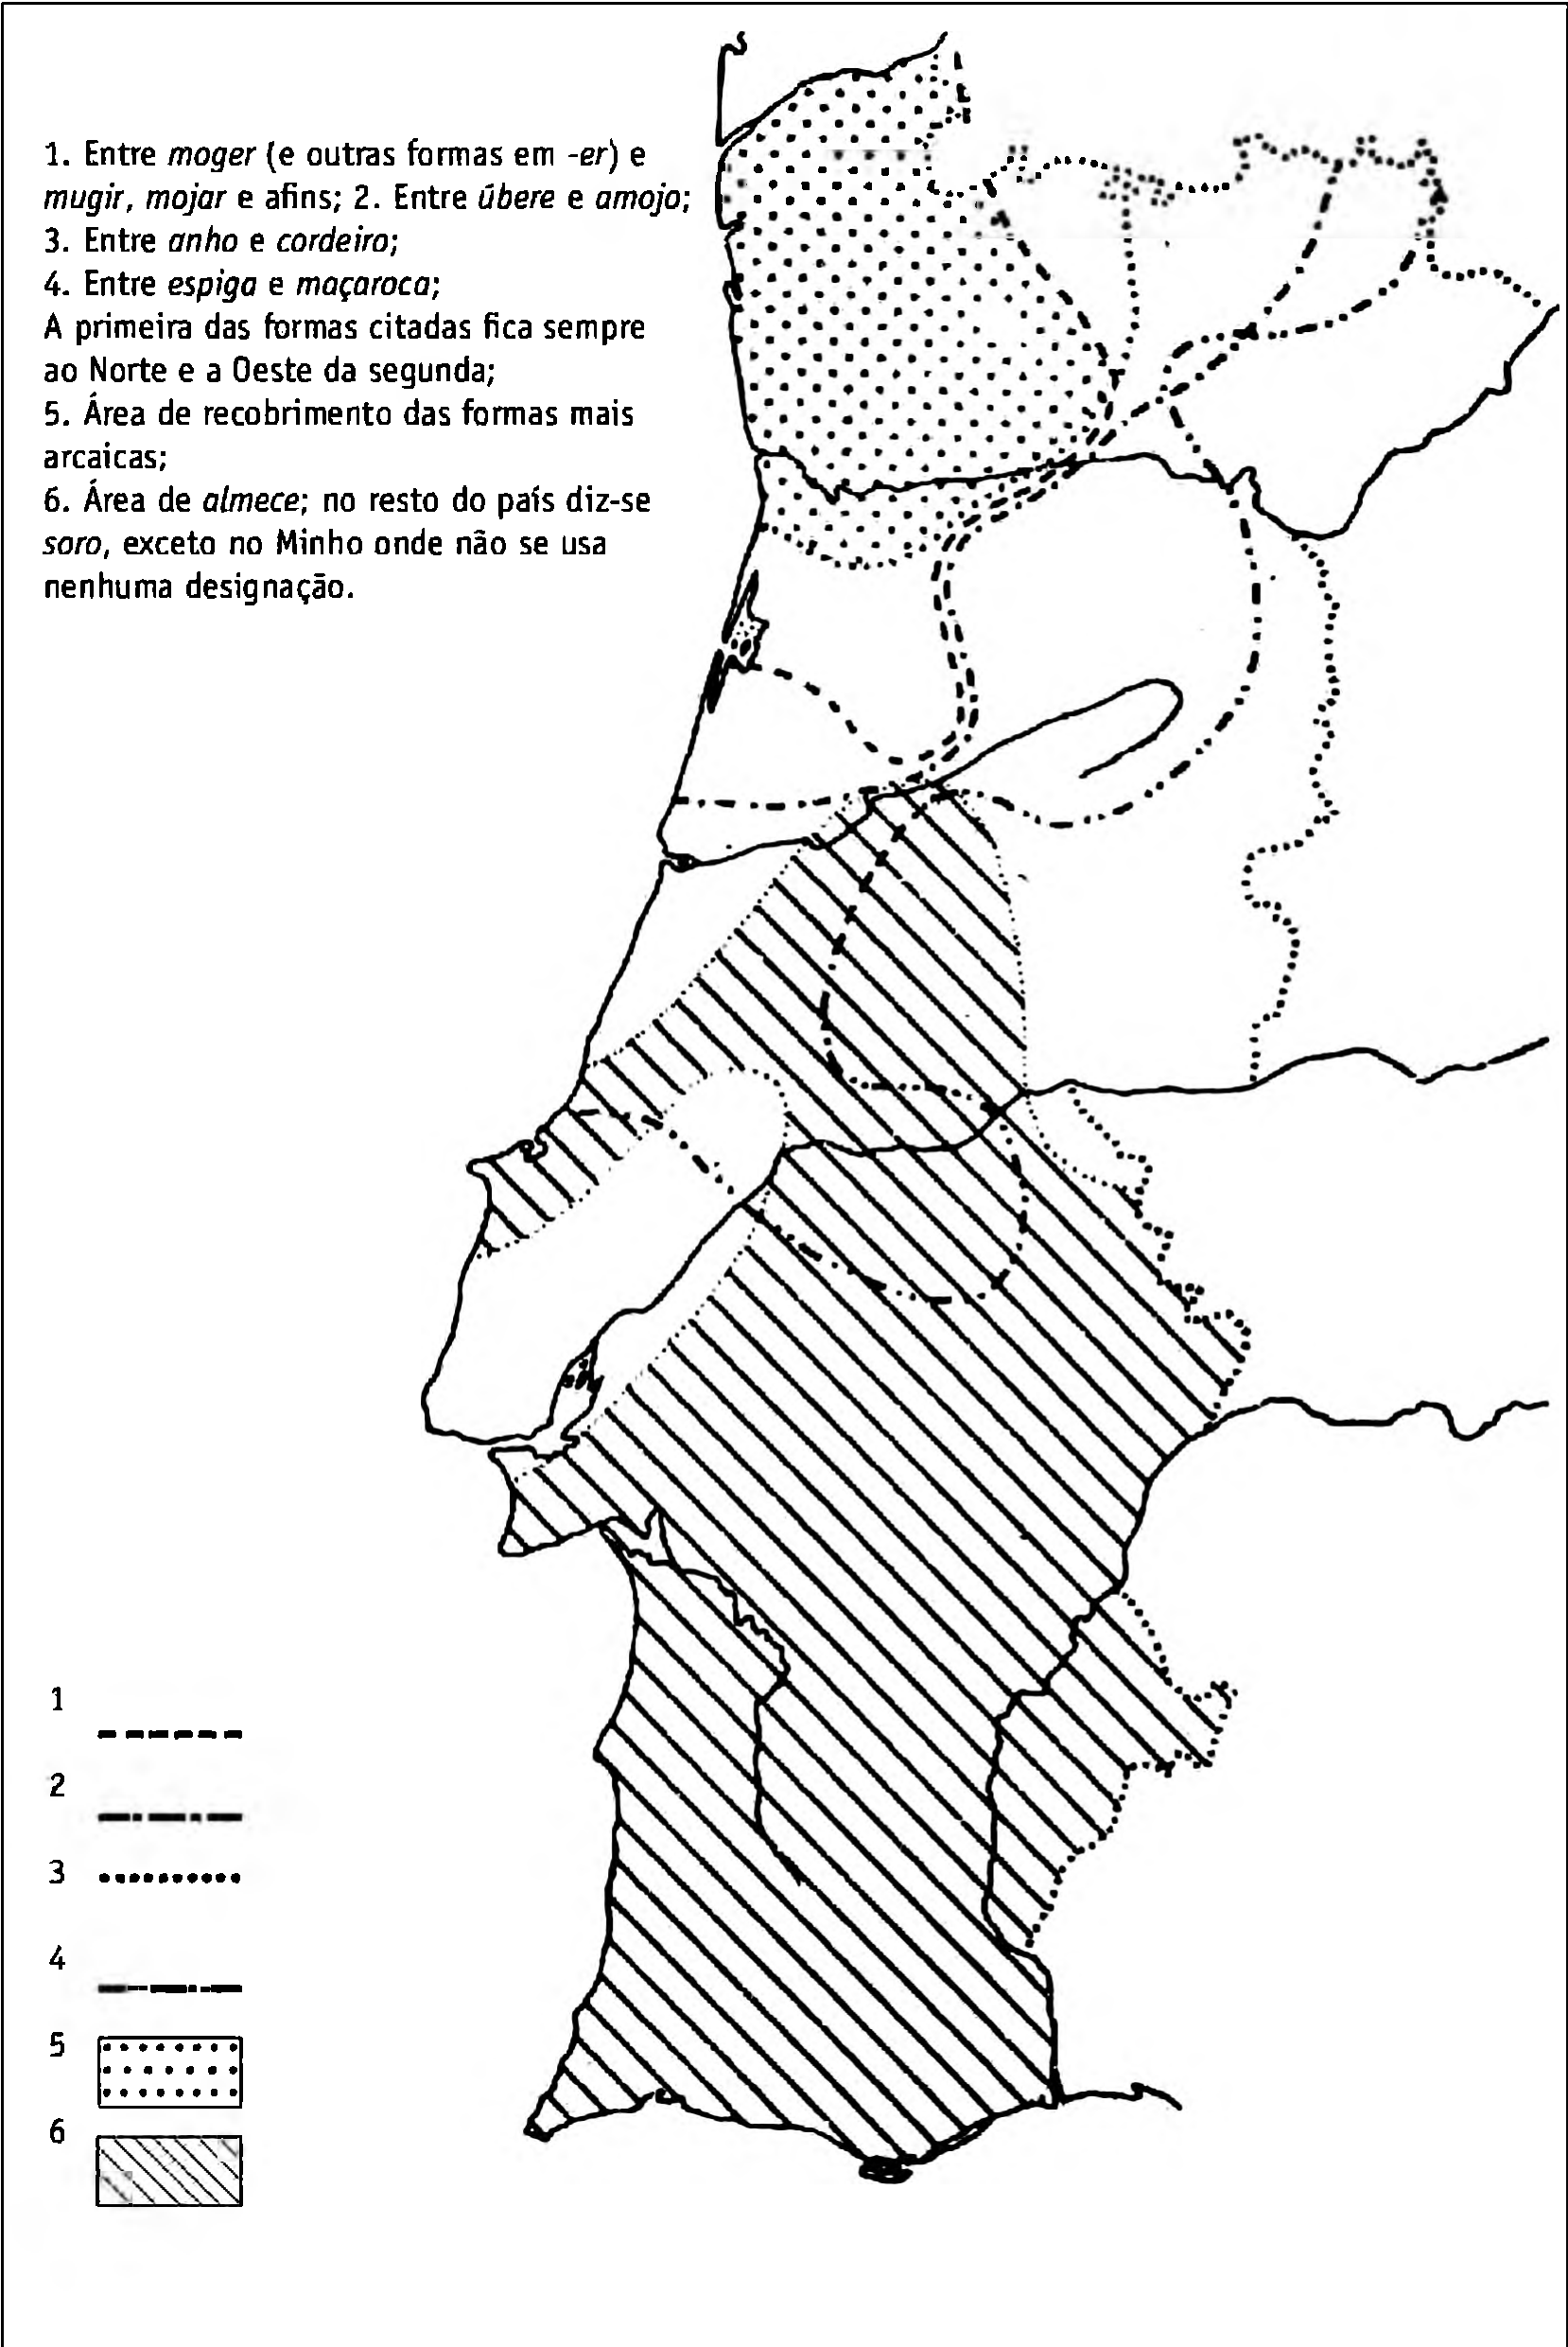 1. Entre moger (e outras formas em -er) e
mugir, mojar e afins; 2. Entre úbere e amojo;
3. Entre anho e cordeiro;
4. Entre espiga e maçaroca;
A primeira das formas citadas fica sempre
ao Norte e a Oeste da segunda;
5. Área de recobrimento das formas mais
arcaicas;
6. Área de almece; no resto do país diz-se
soro, exceto no Minho onde não se usa
nenhuma designação.
1
2
3
4
5
6